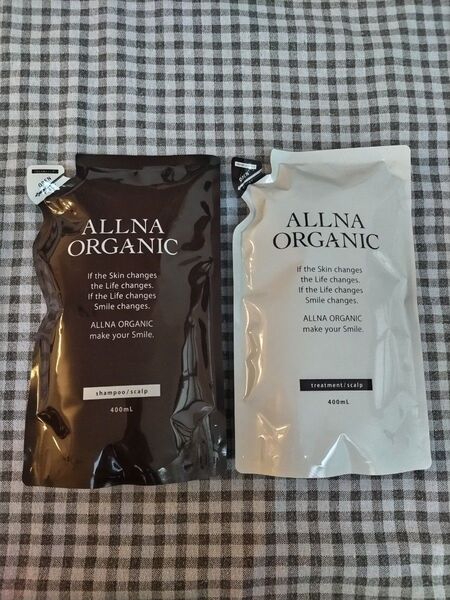 OPEN
ALLNA
ORGANIC
If the Skin changes
the Life changes.
If the Life changes
Smile changes.
ALLNA ORGANIC
make your Smile.
shampoo/scalp
400mL
OPEN
ALLNA
ORGANIC
If the Skin changes
the Life changes.
If the Life changes
Smile changes.
ALLNA ORGANIC
make your Smile.
treatment/scalp
400mL